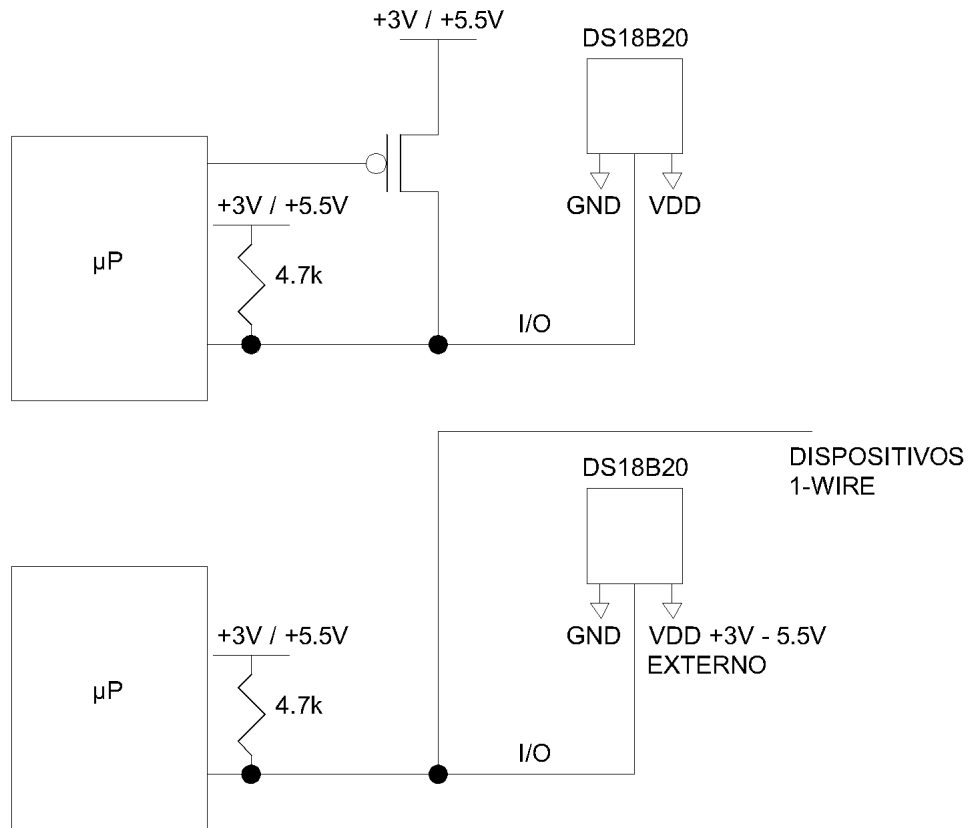 +3V / +5.5V
DS18B20
+3V / +5.5V
GND
VDD
µP
4.7k
I/O
DISPOSITIVOS
1-WIRE
DS18B20
+3V / +5.5V
GND
VDD +3V - 5.5V
EXTERNO
µP
4.7k
I/O